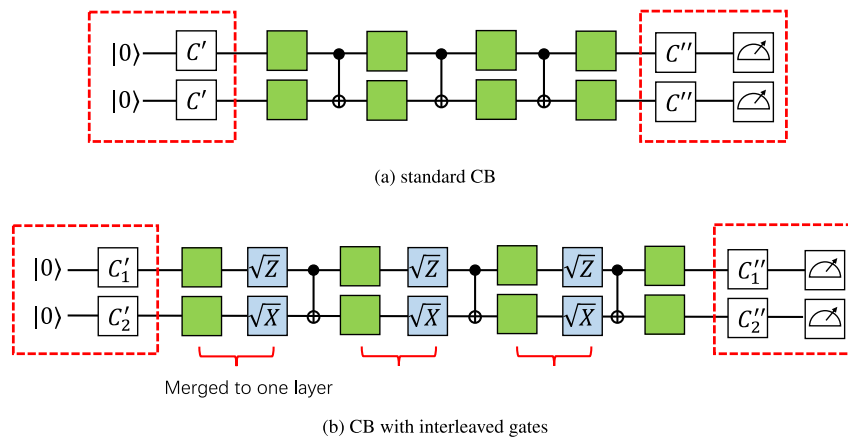 |0⟩ C′ C″
|0⟩ C′ C″
(a) standard CB
|0⟩ C′₁ √Z √Z √Z C″₁
|0⟩ C′₂ √X √X √X C″₂
Merged to one layer
(b) CB with interleaved gates